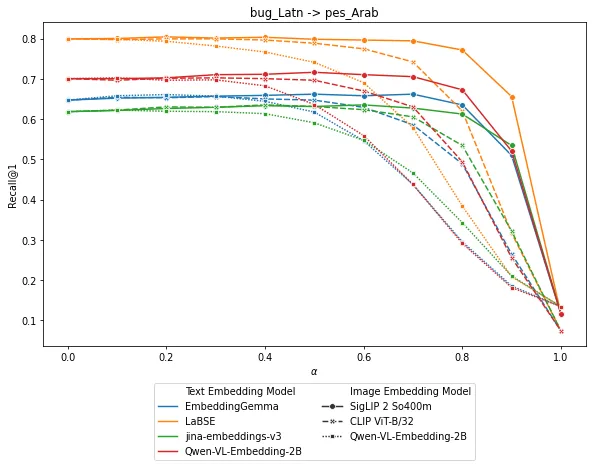 bug_Latn -> pes_Arab
Recall@1
0.8
0.7
0.6
0.5
0.4
0.3
0.2
0.1
0.0 0.2 0.4 0.6 0.8 1.0
α
Text Embedding Model
EmbeddingGemma
LaBSE
jina-embeddings-v3
Qwen-VL-Embedding-2B
Image Embedding Model
SigLIP 2 So400m
CLIP ViT-B/32
Qwen-VL-Embedding-2B